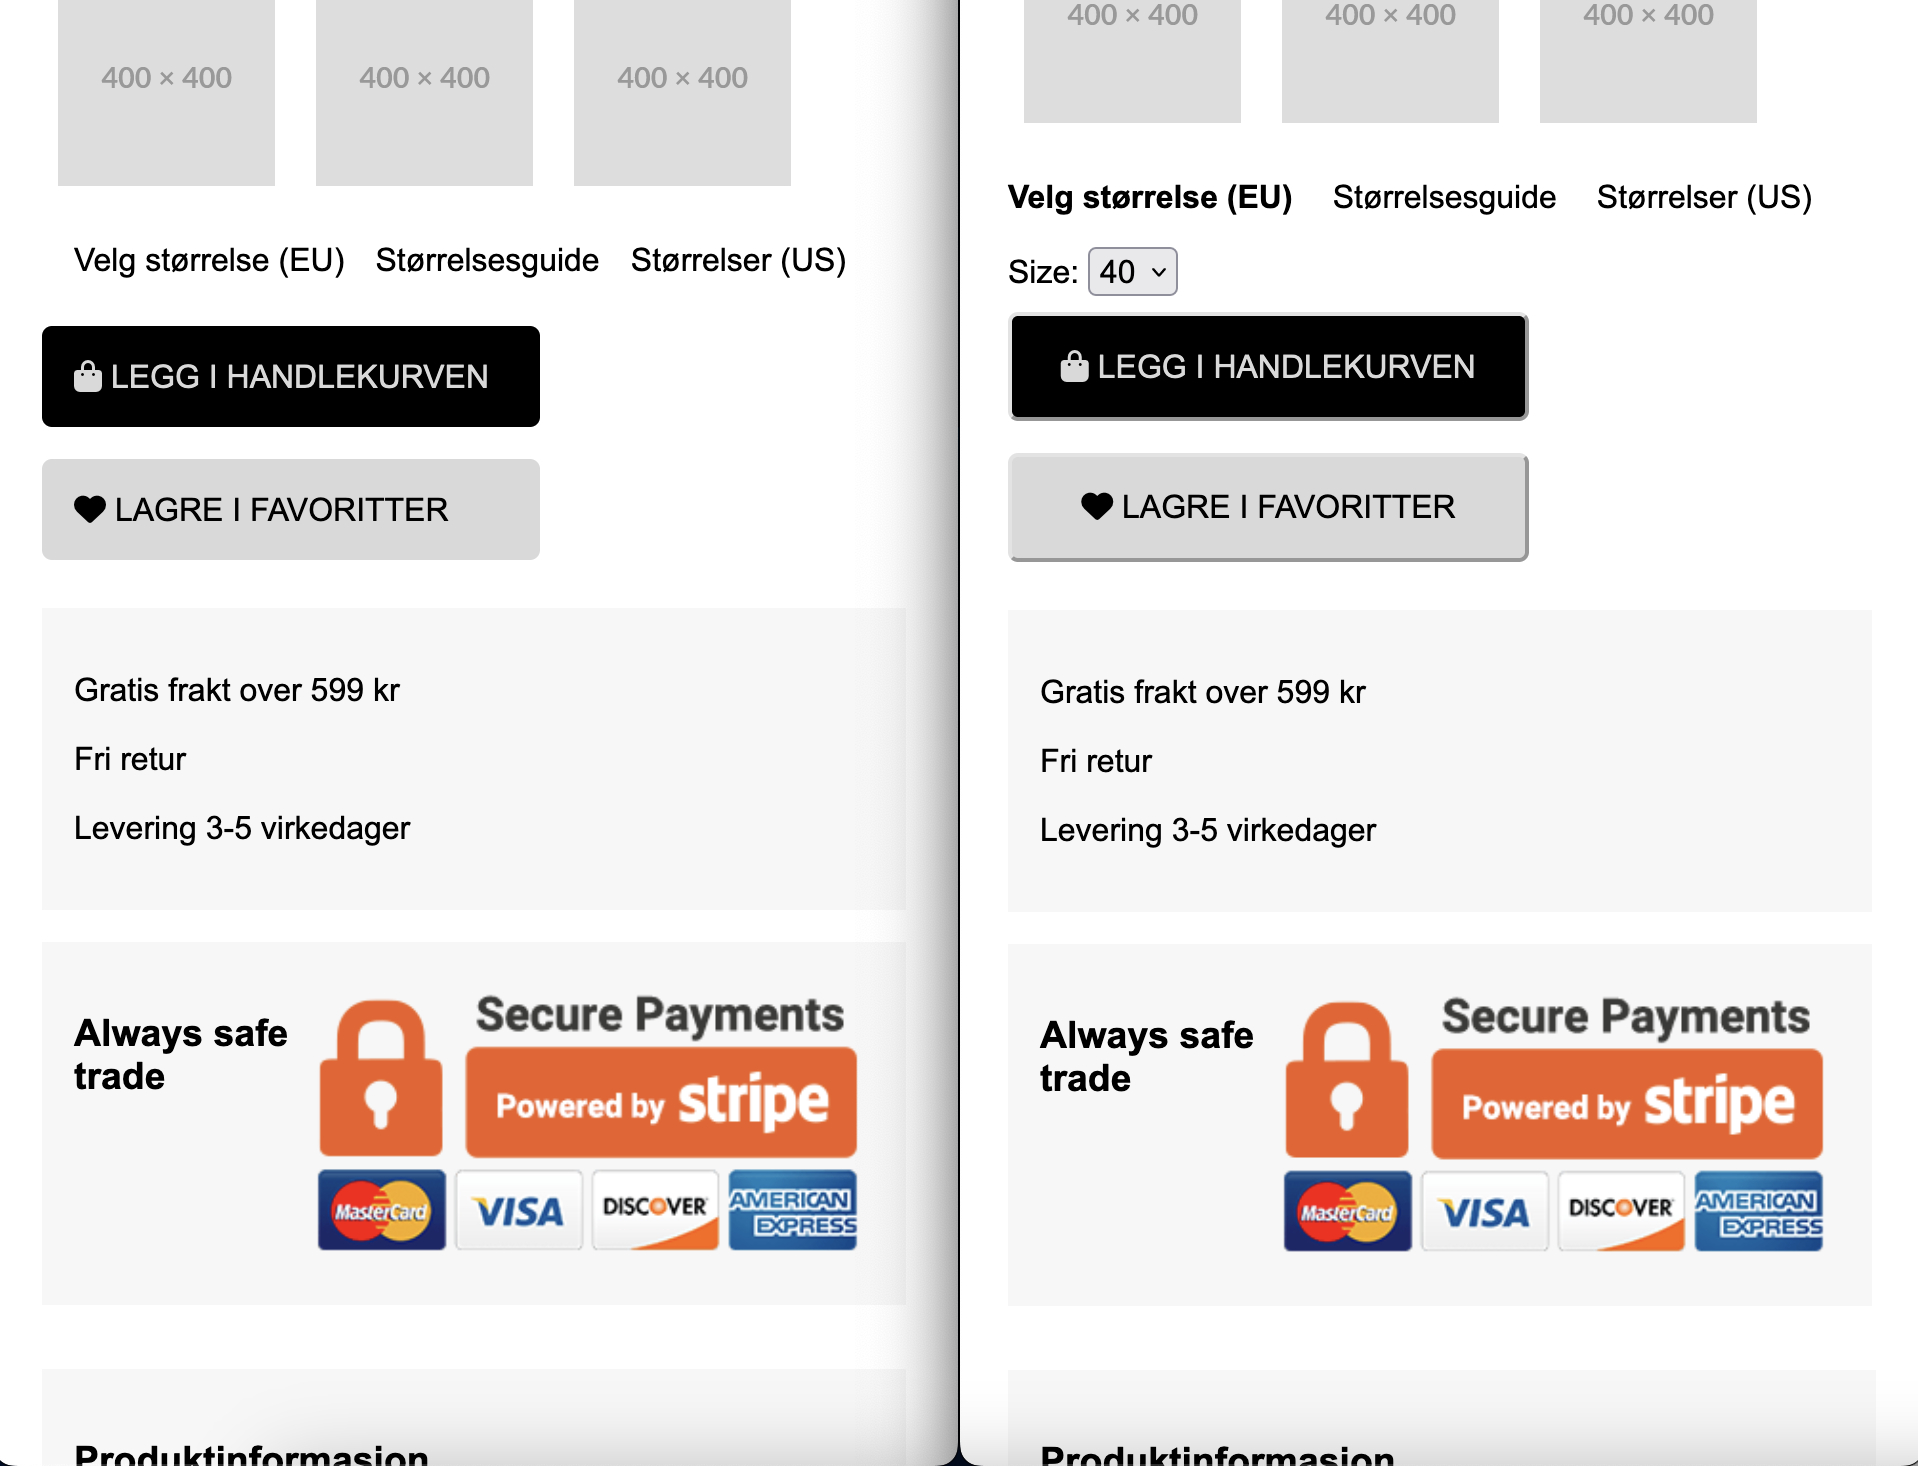 400 × 400 400 × 400 400 × 400
Velg størrelse (EU) Størrelsesguide Størrelser (US)
LEGG I HANDLEKURVEN
LAGRE I FAVORITTER
Gratis frakt over 599 kr
Fri retur
Levering 3-5 virkedager
Always safe
trade
Secure Payments
Powered by stripe
MasterCard VISA DISCOVER AMERICAN
EXPRESS
Produktinformasjon
400 × 400 400 × 400 400 × 400
Velg størrelse (EU) Størrelsesguide Størrelser (US)
Size: 40
LEGG I HANDLEKURVEN
LAGRE I FAVORITTER
Gratis frakt over 599 kr
Fri retur
Levering 3-5 virkedager
Always safe
trade
Secure Payments
Powered by stripe
MasterCard VISA DISCOVER AMERICAN
EXPRESS
Produktinformasjon